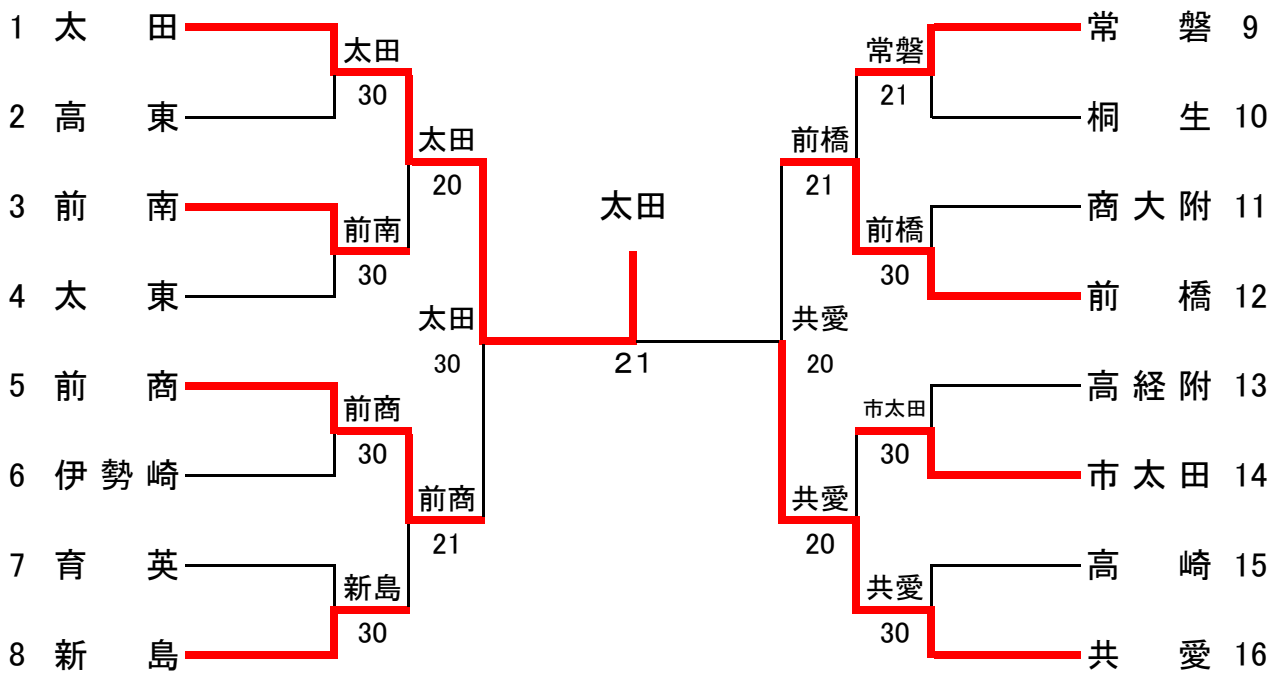 1 太田
太田
30
2 高東
太田
20
3 前南
前南
30
4 太東
太田
30
5 前商
前商
30
6 伊勢崎
前商
21
7 育英
新島
30
8 新島
太田
21
常磐 9
常磐
21
桐生 10
前橋
21
商大附 11
前橋
30
前橋 12
共愛
20
高経附 13
市太田
30
市太田 14
共愛
20
高崎 15
共愛
30
共愛 16